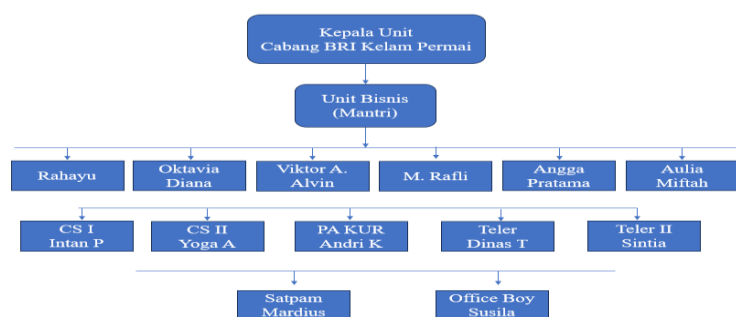 Kepala Unit
Cabang BRI Kelam Permai
Unit Bisnis
(Mantri)
Rahayu
Oktavia
Diana
Viktor A.
Alvin
M. Rafli
Angga
Pratama
Aulia
Miftah
CS I
Intan P
CS II
Yoga A
PA KUR
Andri K
Teler
Dinas T
Teler II
Sintia
Satpam
Mardius
Office Boy
Susila